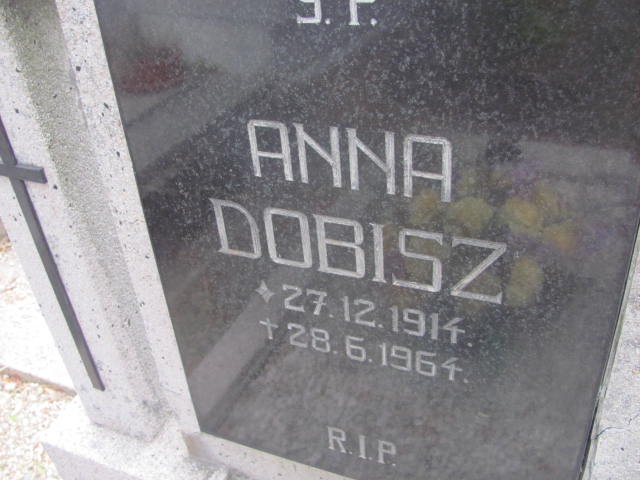 Ś. P.
ANNA
DOBISZ
27.12.1914.
† 28.6.1964.
R.I.P.